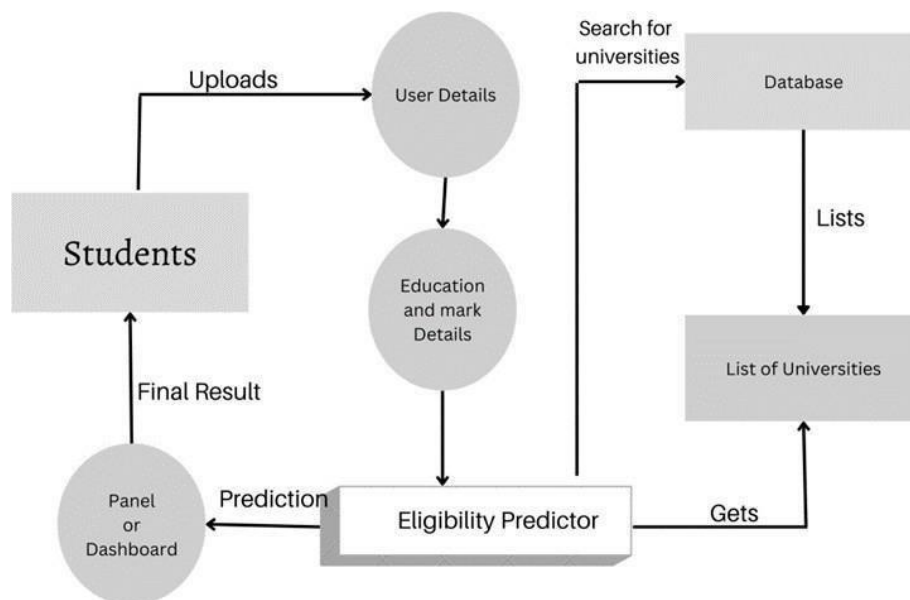 Search for
universities
Uploads
User Details
Database
Students
Lists
Education
and mark
Details
List of Universities
Final Result
Panel
or
Dashboard
Prediction
Eligibility Predictor
Gets